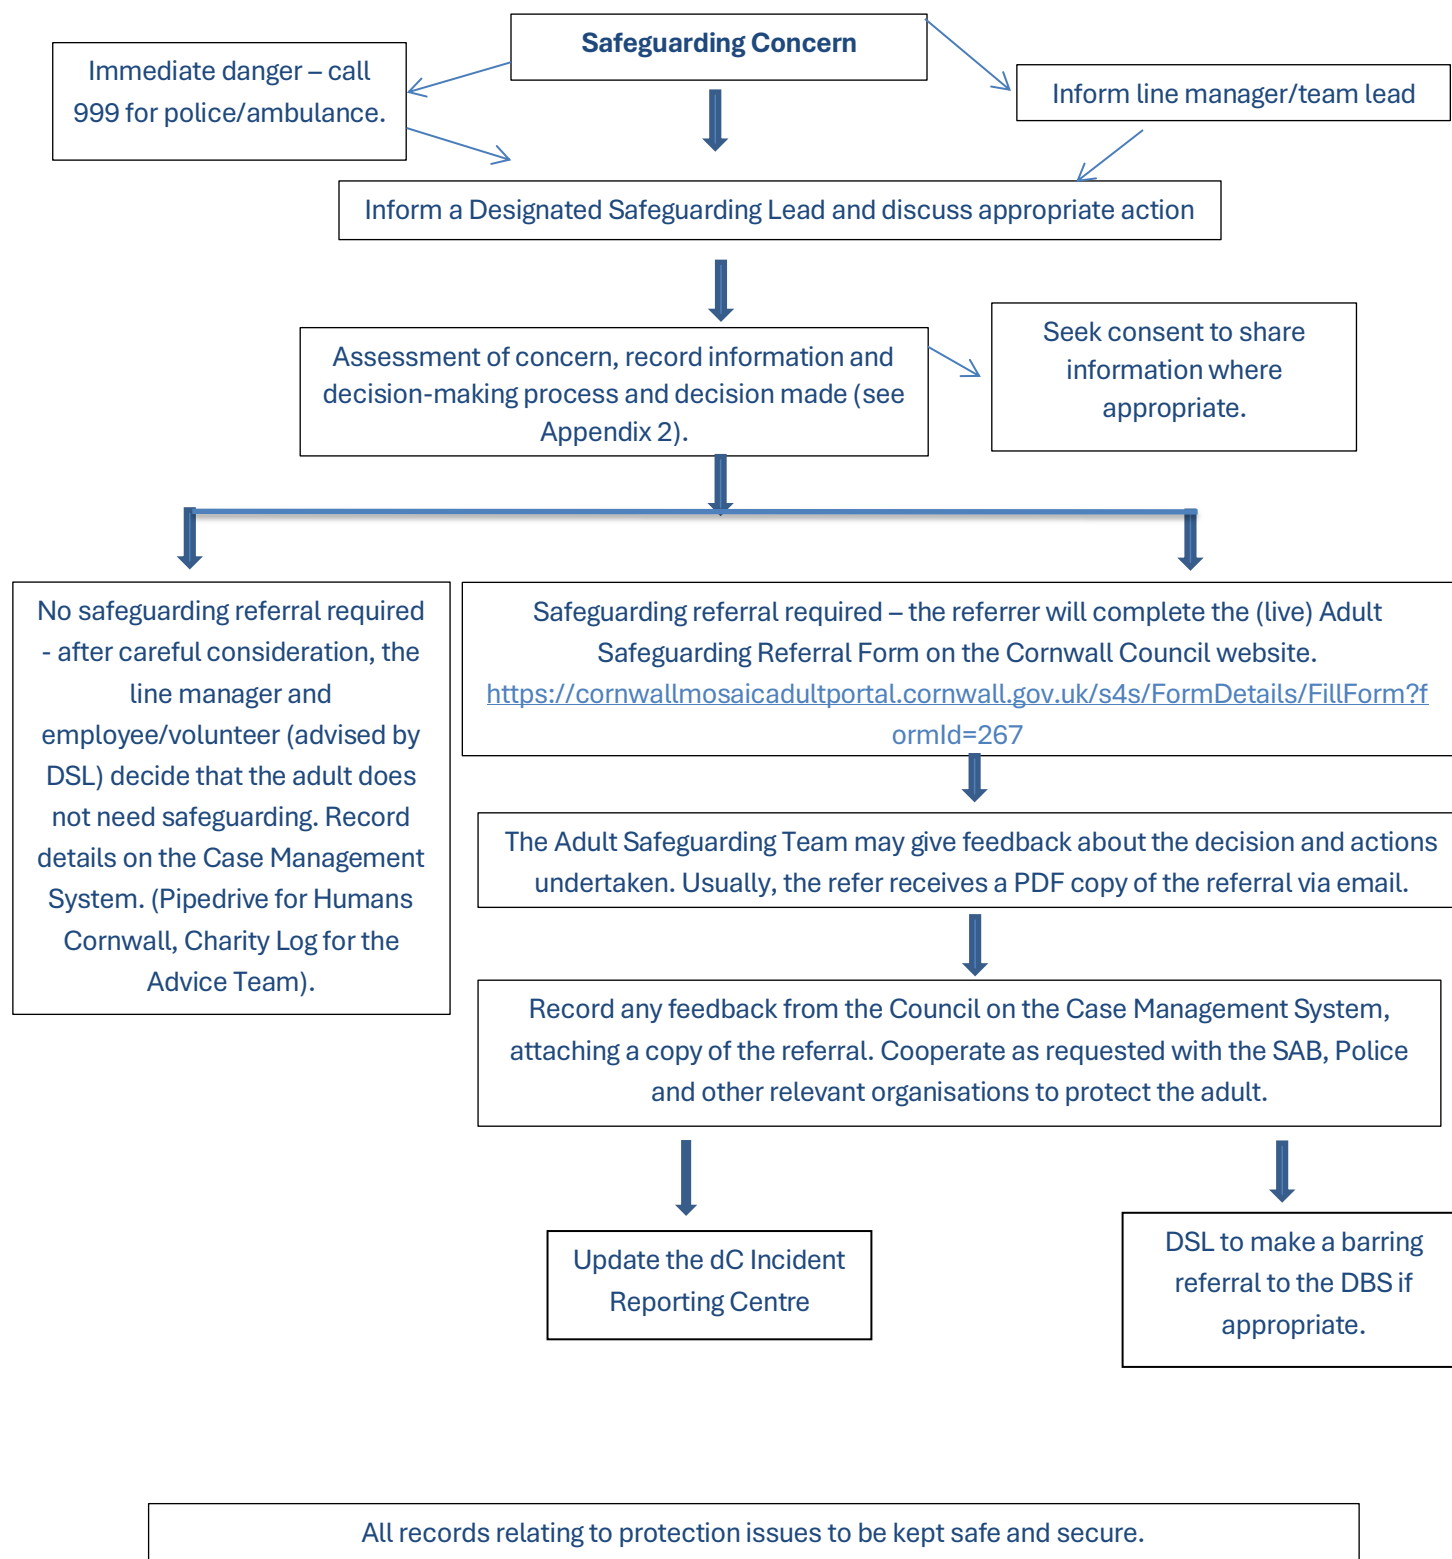 Safeguarding Concern
Immediate danger – call
999 for police/ambulance.
Inform line manager/team lead
Inform a Designated Safeguarding Lead and discuss appropriate action
Assessment of concern, record information and
decision-making process and decision made (see
Appendix 2).
Seek consent to share
information where
appropriate.
No safeguarding referral required
- after careful consideration, the
line manager and
employee/volunteer (advised by
DSL) decide that the adult does
not need safeguarding. Record
details on the Case Management
System. (Pipedrive for Humans
Cornwall, Charity Log for the
Advice Team).
Safeguarding referral required – the referrer will complete the (live) Adult
Safeguarding Referral Form on the Cornwall Council website.
https://cornwallmosaicadultportal.cornwall.gov.uk/s4s/FormDetails/FillForm?f
ormId=267
The Adult Safeguarding Team may give feedback about the decision and actions
undertaken. Usually, the refer receives a PDF copy of the referral via email.
Record any feedback from the Council on the Case Management System,
attaching a copy of the referral. Cooperate as requested with the SAB, Police
and other relevant organisations to protect the adult.
Update the dC Incident
Reporting Centre
DSL to make a barring
referral to the DBS if
appropriate.
All records relating to protection issues to be kept safe and secure.